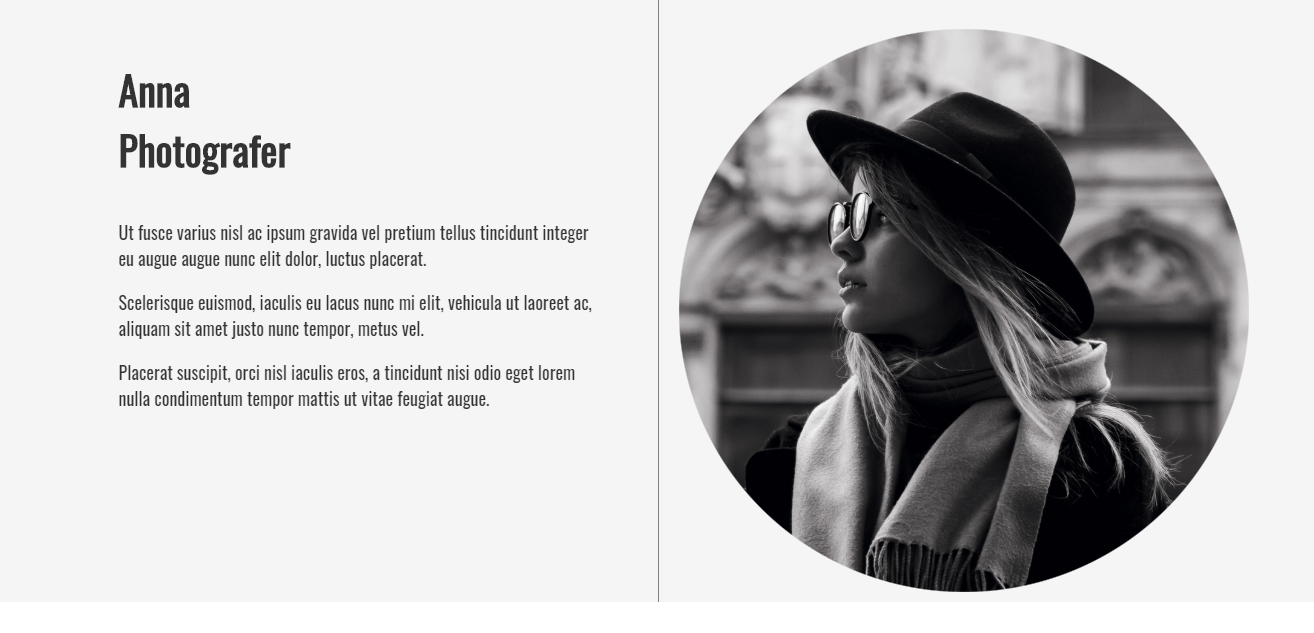 Anna
Photografer
Ut fusce varius nisl ac ipsum gravida vel pretium tellus tincidunt integer
eu augue augue nunc elit dolor, luctus placerat.
Scelerisque euismod, iaculis eu lacus nunc mi elit, vehicula ut laoreet ac,
aliquam sit amet justo nunc tempor, metus vel.
Placerat suscipit, orci nisl iaculis eros, a tincidunt nisi odio eget lorem
nulla condimentum tempor mattis ut vitae feugiat augue.